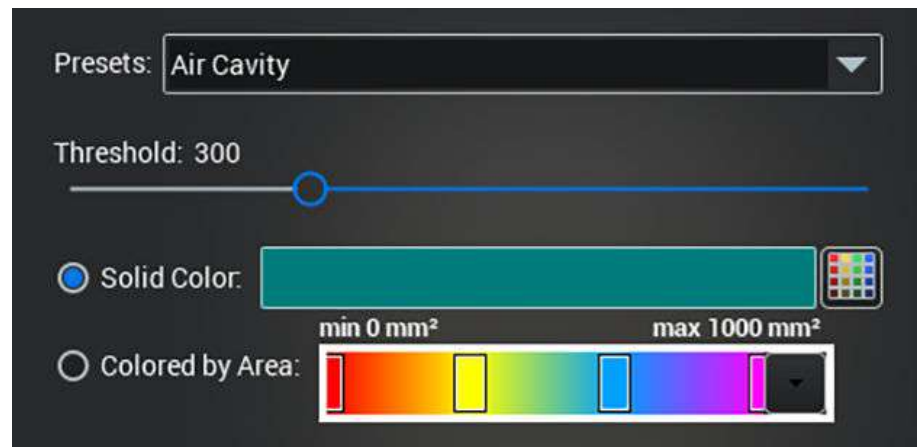 Presets: Air Cavity
Threshold: 300
Solid Color:
min 0 mm² max 1000 mm²
Colored by Area: